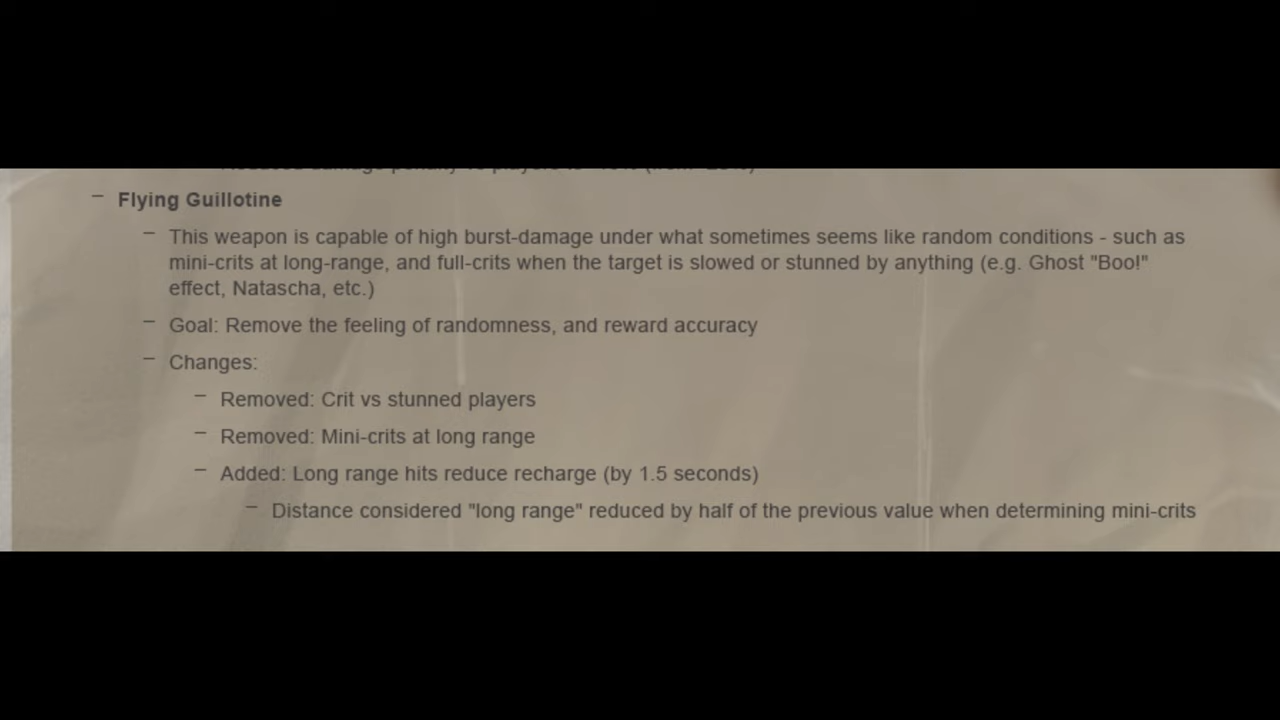 – Flying Guillotine
– This weapon is capable of high burst-damage under what sometimes seems like random conditions - such as
mini-crits at long-range, and full-crits when the target is slowed or stunned by anything (e.g. Ghost "Boo!"
effect, Natascha, etc.)
– Goal: Remove the feeling of randomness, and reward accuracy
– Changes:
– Removed: Crit vs stunned players
– Removed: Mini-crits at long range
– Added: Long range hits reduce recharge (by 1.5 seconds)
– Distance considered "long range" reduced by half of the previous value when determining mini-crits